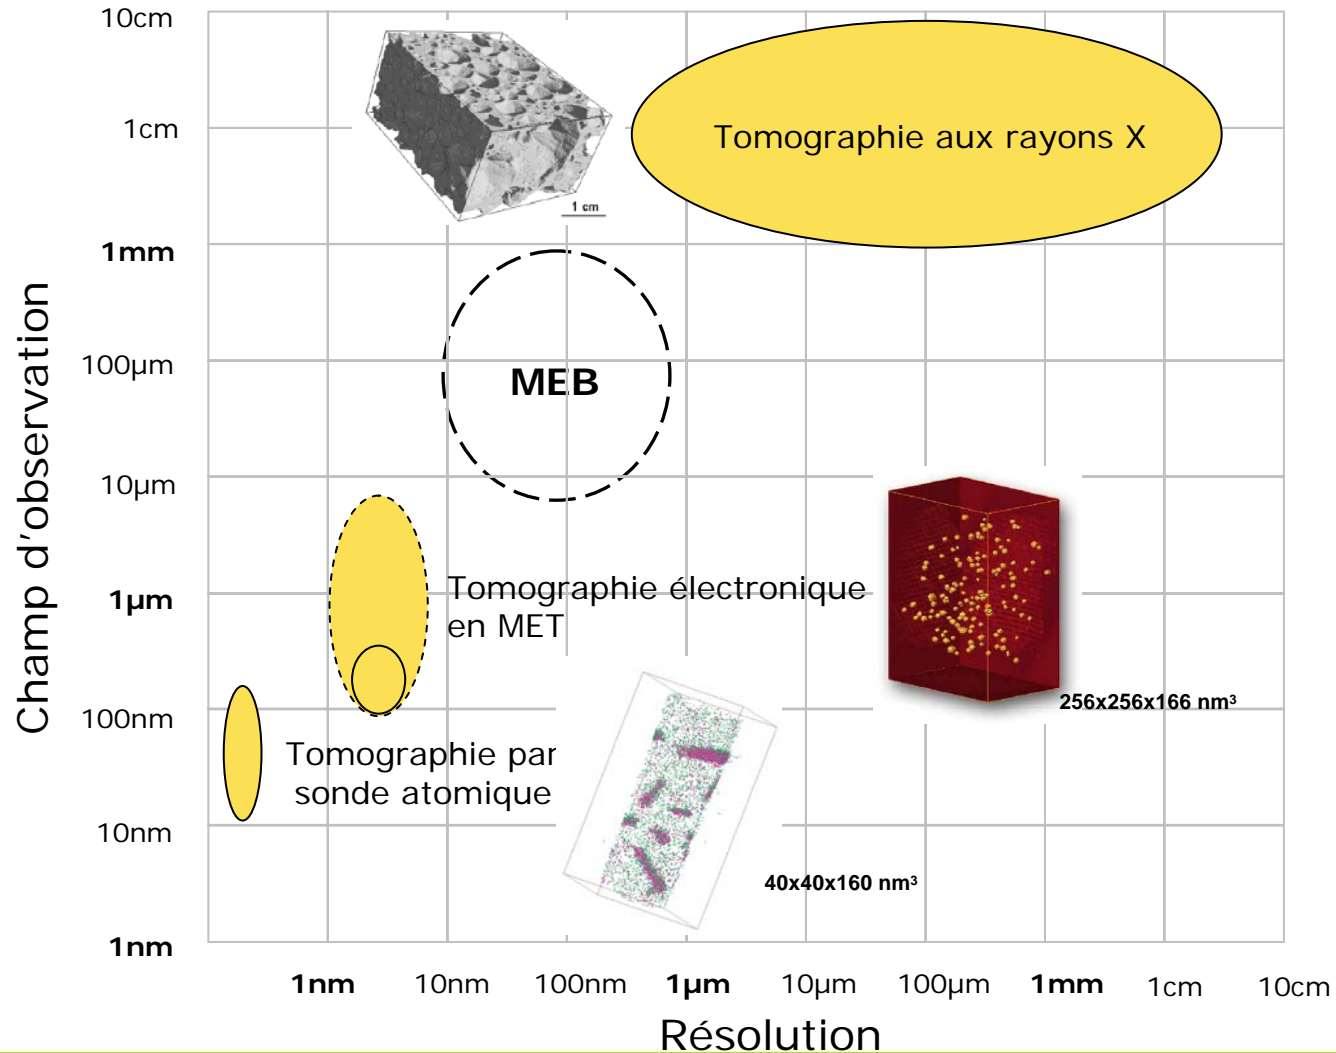 10cm
1cm
1mm
100µm
10µm
1µm
100nm
10nm
1nm
Champ d'observation
1 cm
Tomographie aux rayons X
MEB
Tomographie électronique
en MET
256x256x166 nm³
Tomographie par
sonde atomique
40x40x160 nm³
1nm
10nm
100nm
1µm
10µm
100µm
1mm
1cm
10cm
Résolution